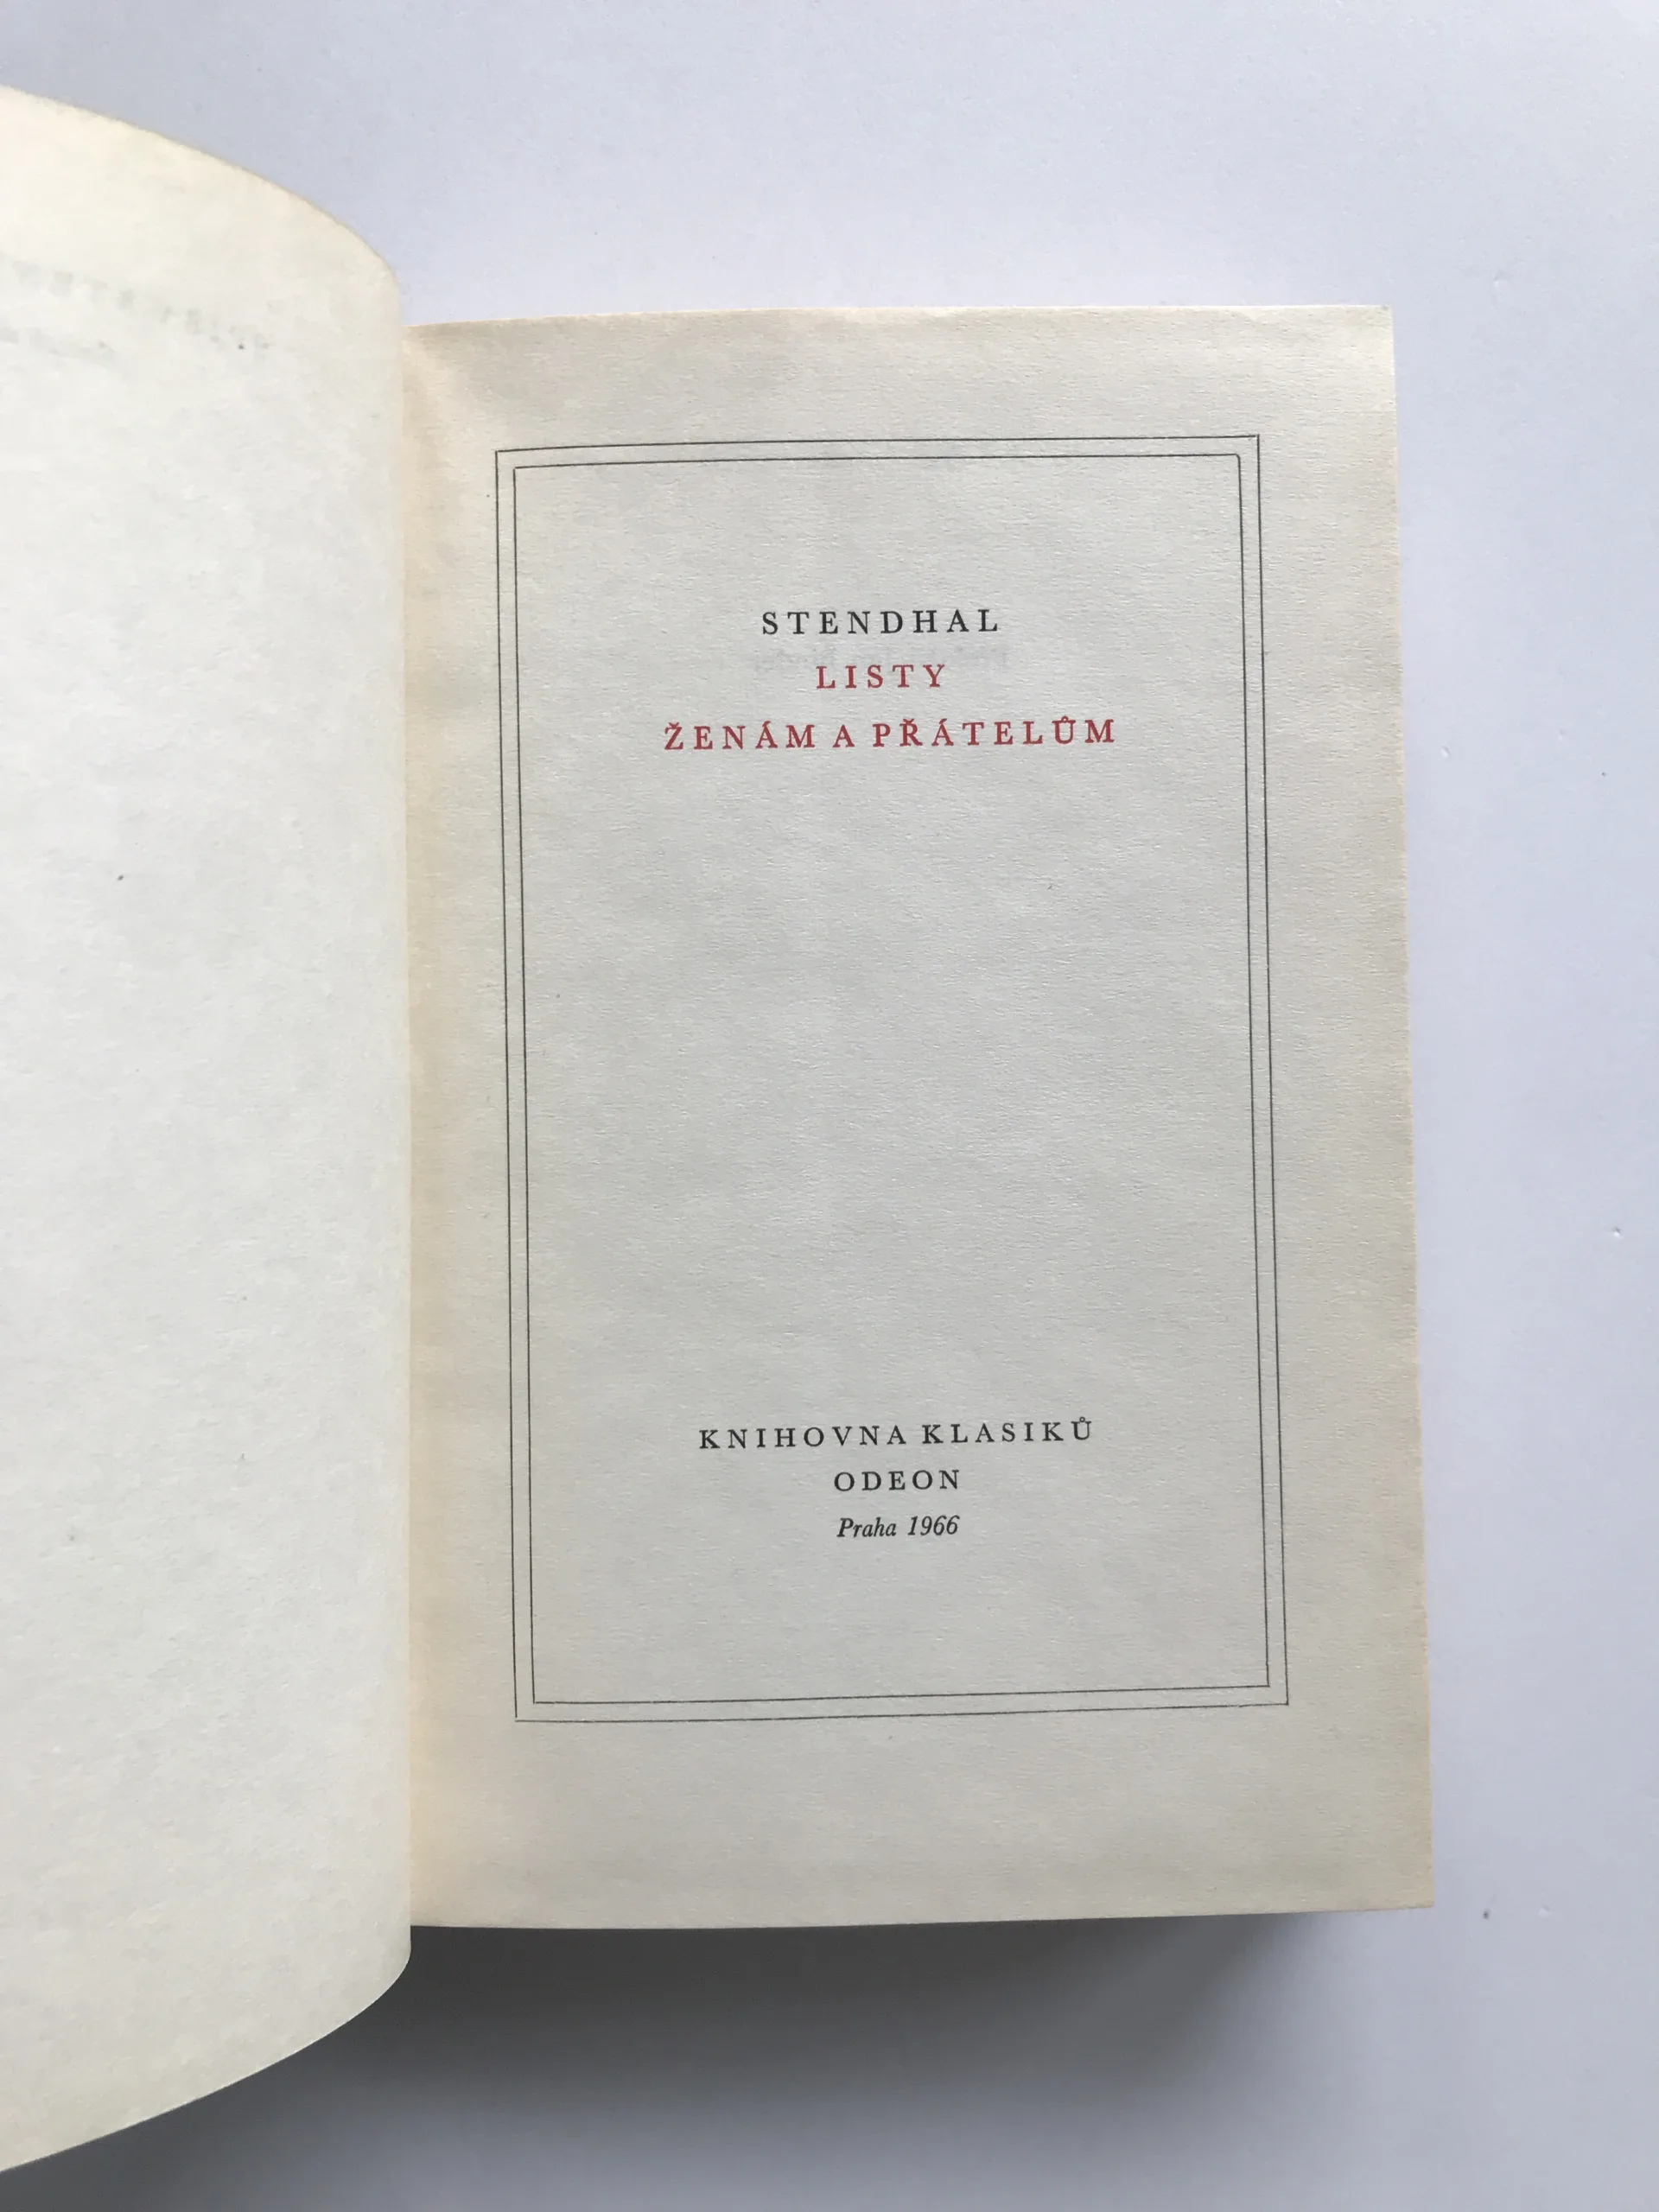 STENDHAL
LISTY
ŽENÁM A PŘÁTELŮM
KNIHOVNA KLASIKŮ
ODEON
Praha 1966